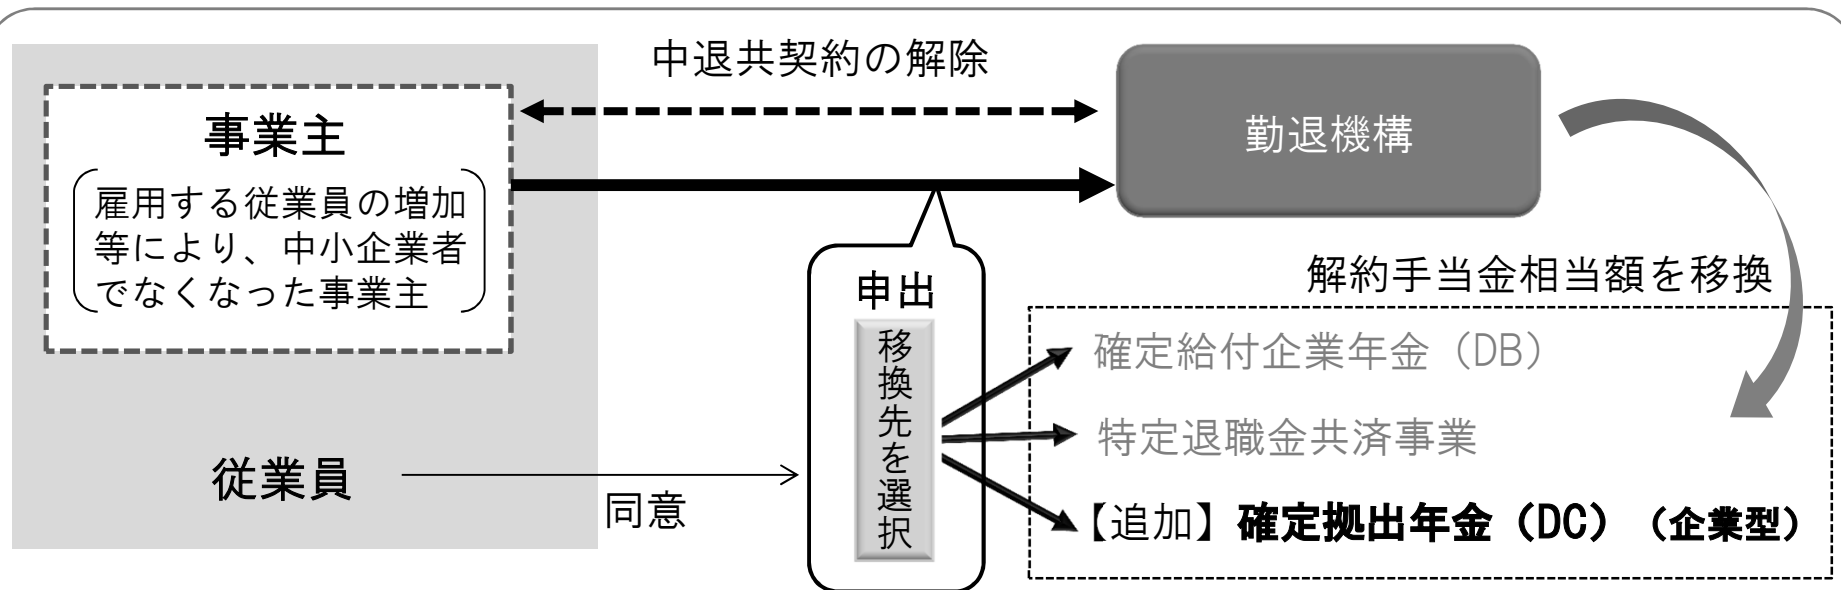 中退共契約の解除
事業主
雇用する従業員の増加
等により、中小企業者
でなくなった事業主
勤退機構
申出
移換先を選択
解約手当金相当額を移換
確定給付企業年金（DB）
特定退職金共済事業
【追加】確定拠出年金（DC）（企業型）
従業員
同意